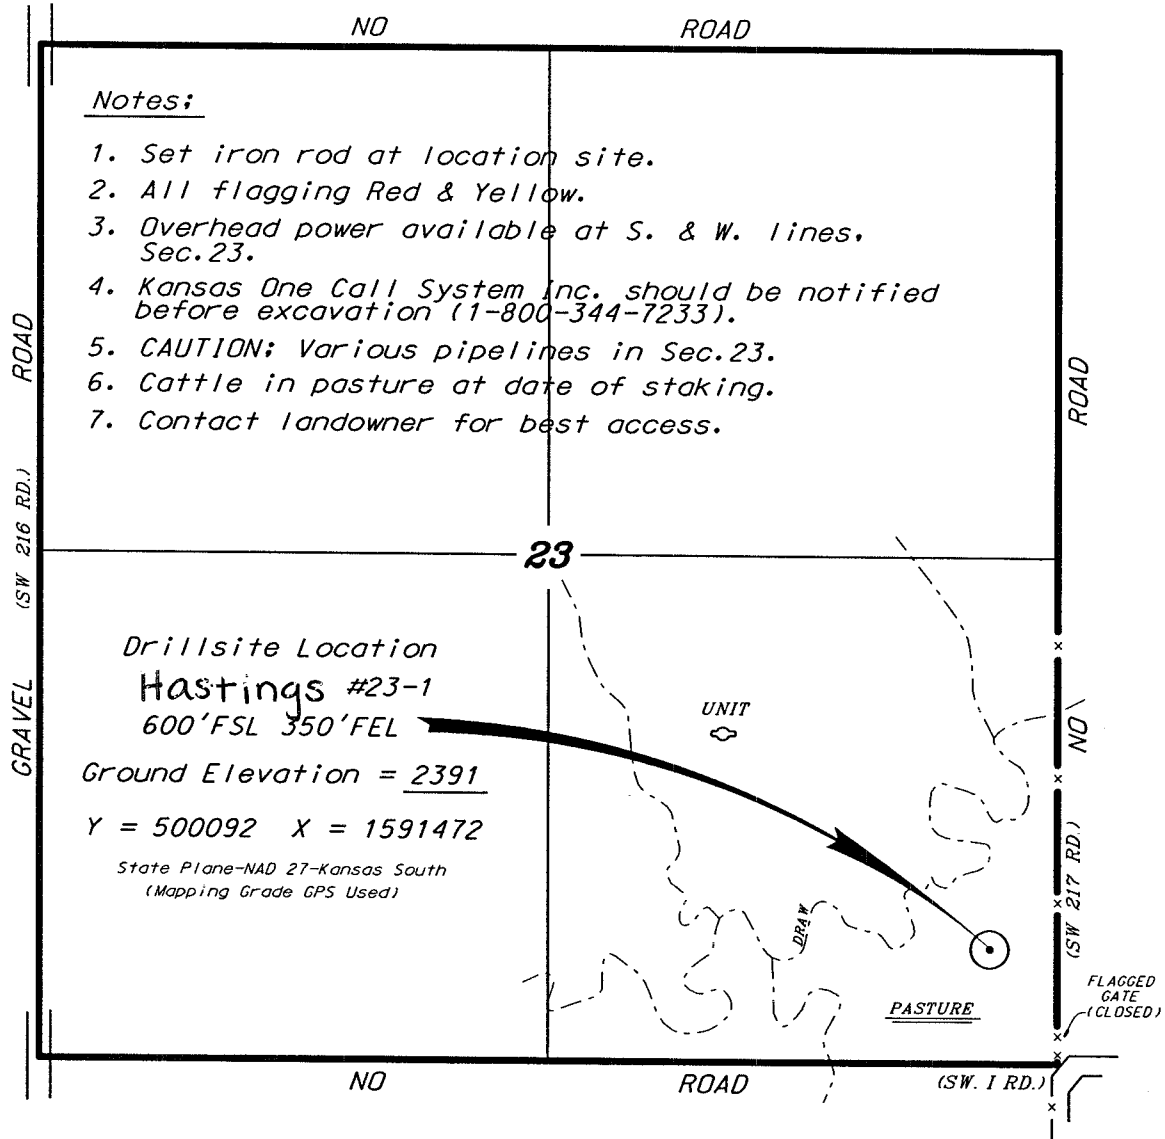 NO ROAD
Notes:
1. Set iron rod at location site.
2. All flagging Red & Yellow.
3. Overhead power available at S. & W. lines,
Sec.23.
4. Kansas One Call System Inc. should be notified
before excavation (1-800-344-7233).
5. CAUTION: Various pipelines in Sec.23.
6. Cattle in pasture at date of staking.
7. Contact landowner for best access.
GRAVEL (SW 216 RD.) ROAD
23
NO ROAD
(SW 217 RD.)
Drillsite Location
Hastings #23-1
600'FSL 350'FEL
Ground Elevation = 2391
Y = 500092 X = 1591472
State Plane-NAD 27-Kansas South
(Mapping Grade GPS Used)
UNIT
DRAW
PASTURE
FLAGGED
GATE
(CLOSED)
NO ROAD (SW. I RD.)